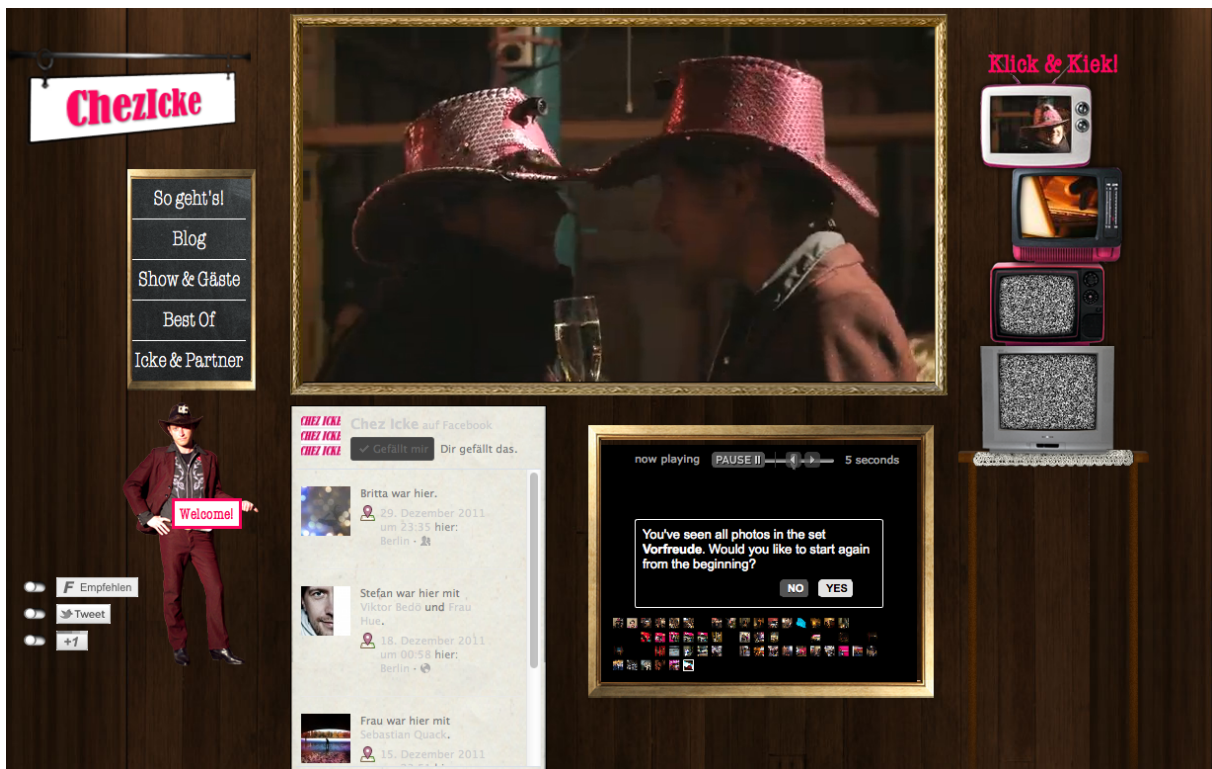 ChezIcke
So geht's!
Blog
Show & Gäste
Best Of
Icke & Partner
Welcome!
F Empfehlen
Tweet
+1
Klick & Kiek!
CHEZ ICKE
CHEZ ICKE
CHEZ ICKE
Chez Icke auf Facebook
Gefällt mir
Dir gefällt das.
Britta war hier.
29. Dezember 2011
um 23:35 hier:
Berlin •
Stefan war hier mit
Viktor Bedö und Frau
Hue.
18. Dezember 2011
um 00:58 hier:
Berlin •
Frau war hier mit
Sebastian Quack.
15. Dezember 2011
now playing PAUSE 5 seconds
You've seen all photos in the set
Vorfreude. Would you like to start again
from the beginning?
NO YES